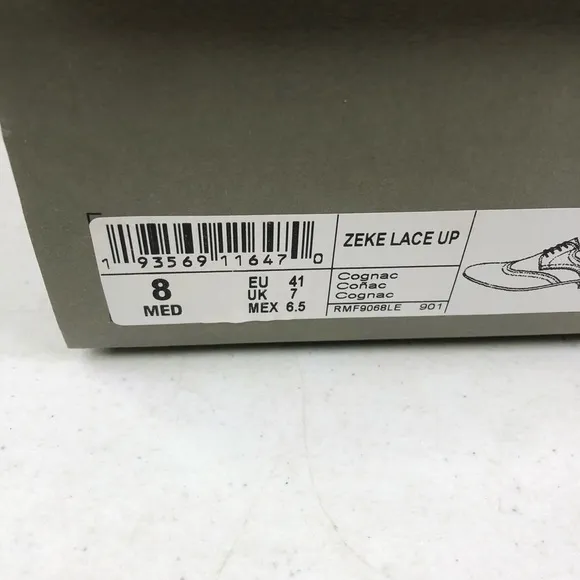 1 93569 11647 0
8
MED
EU 41
UK 7
MEX 6.5
ZEKE LACE UP
Cognac
Coñac
Cognac
RMF9068LE 901